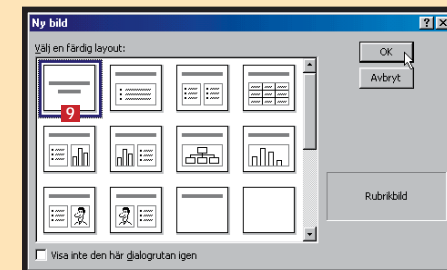 Ny bild
Välj en färdig layout:
OK
Avbryt
9
Rubrikbild
Visa inte den här dialogrutan igen